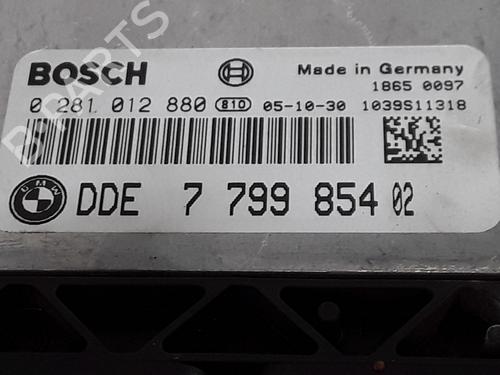 BOSCH Made in Germany
1865 0097
0 281 012 880 810 05-10-30 1039S11318
BMW DDE 7 799 854 02
B-PARTS